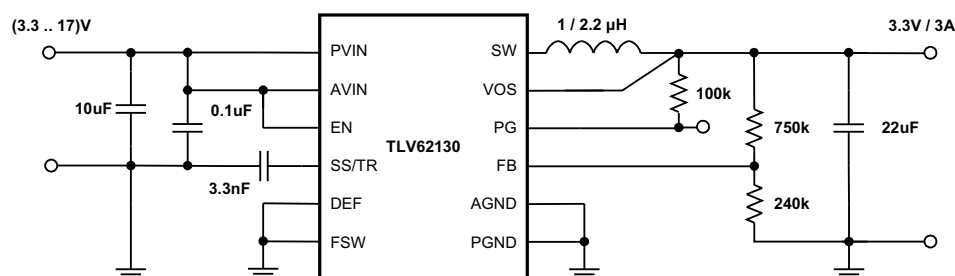 (3.3 .. 17)V
1 / 2.2 µH
3.3V / 3A
PVIN
SW
AVIN
VOS
10uF
0.1uF
100k
EN
PG
TLV62130
750k
22uF
SS/TR
FB
3.3nF
DEF
AGND
240k
FSW
PGND